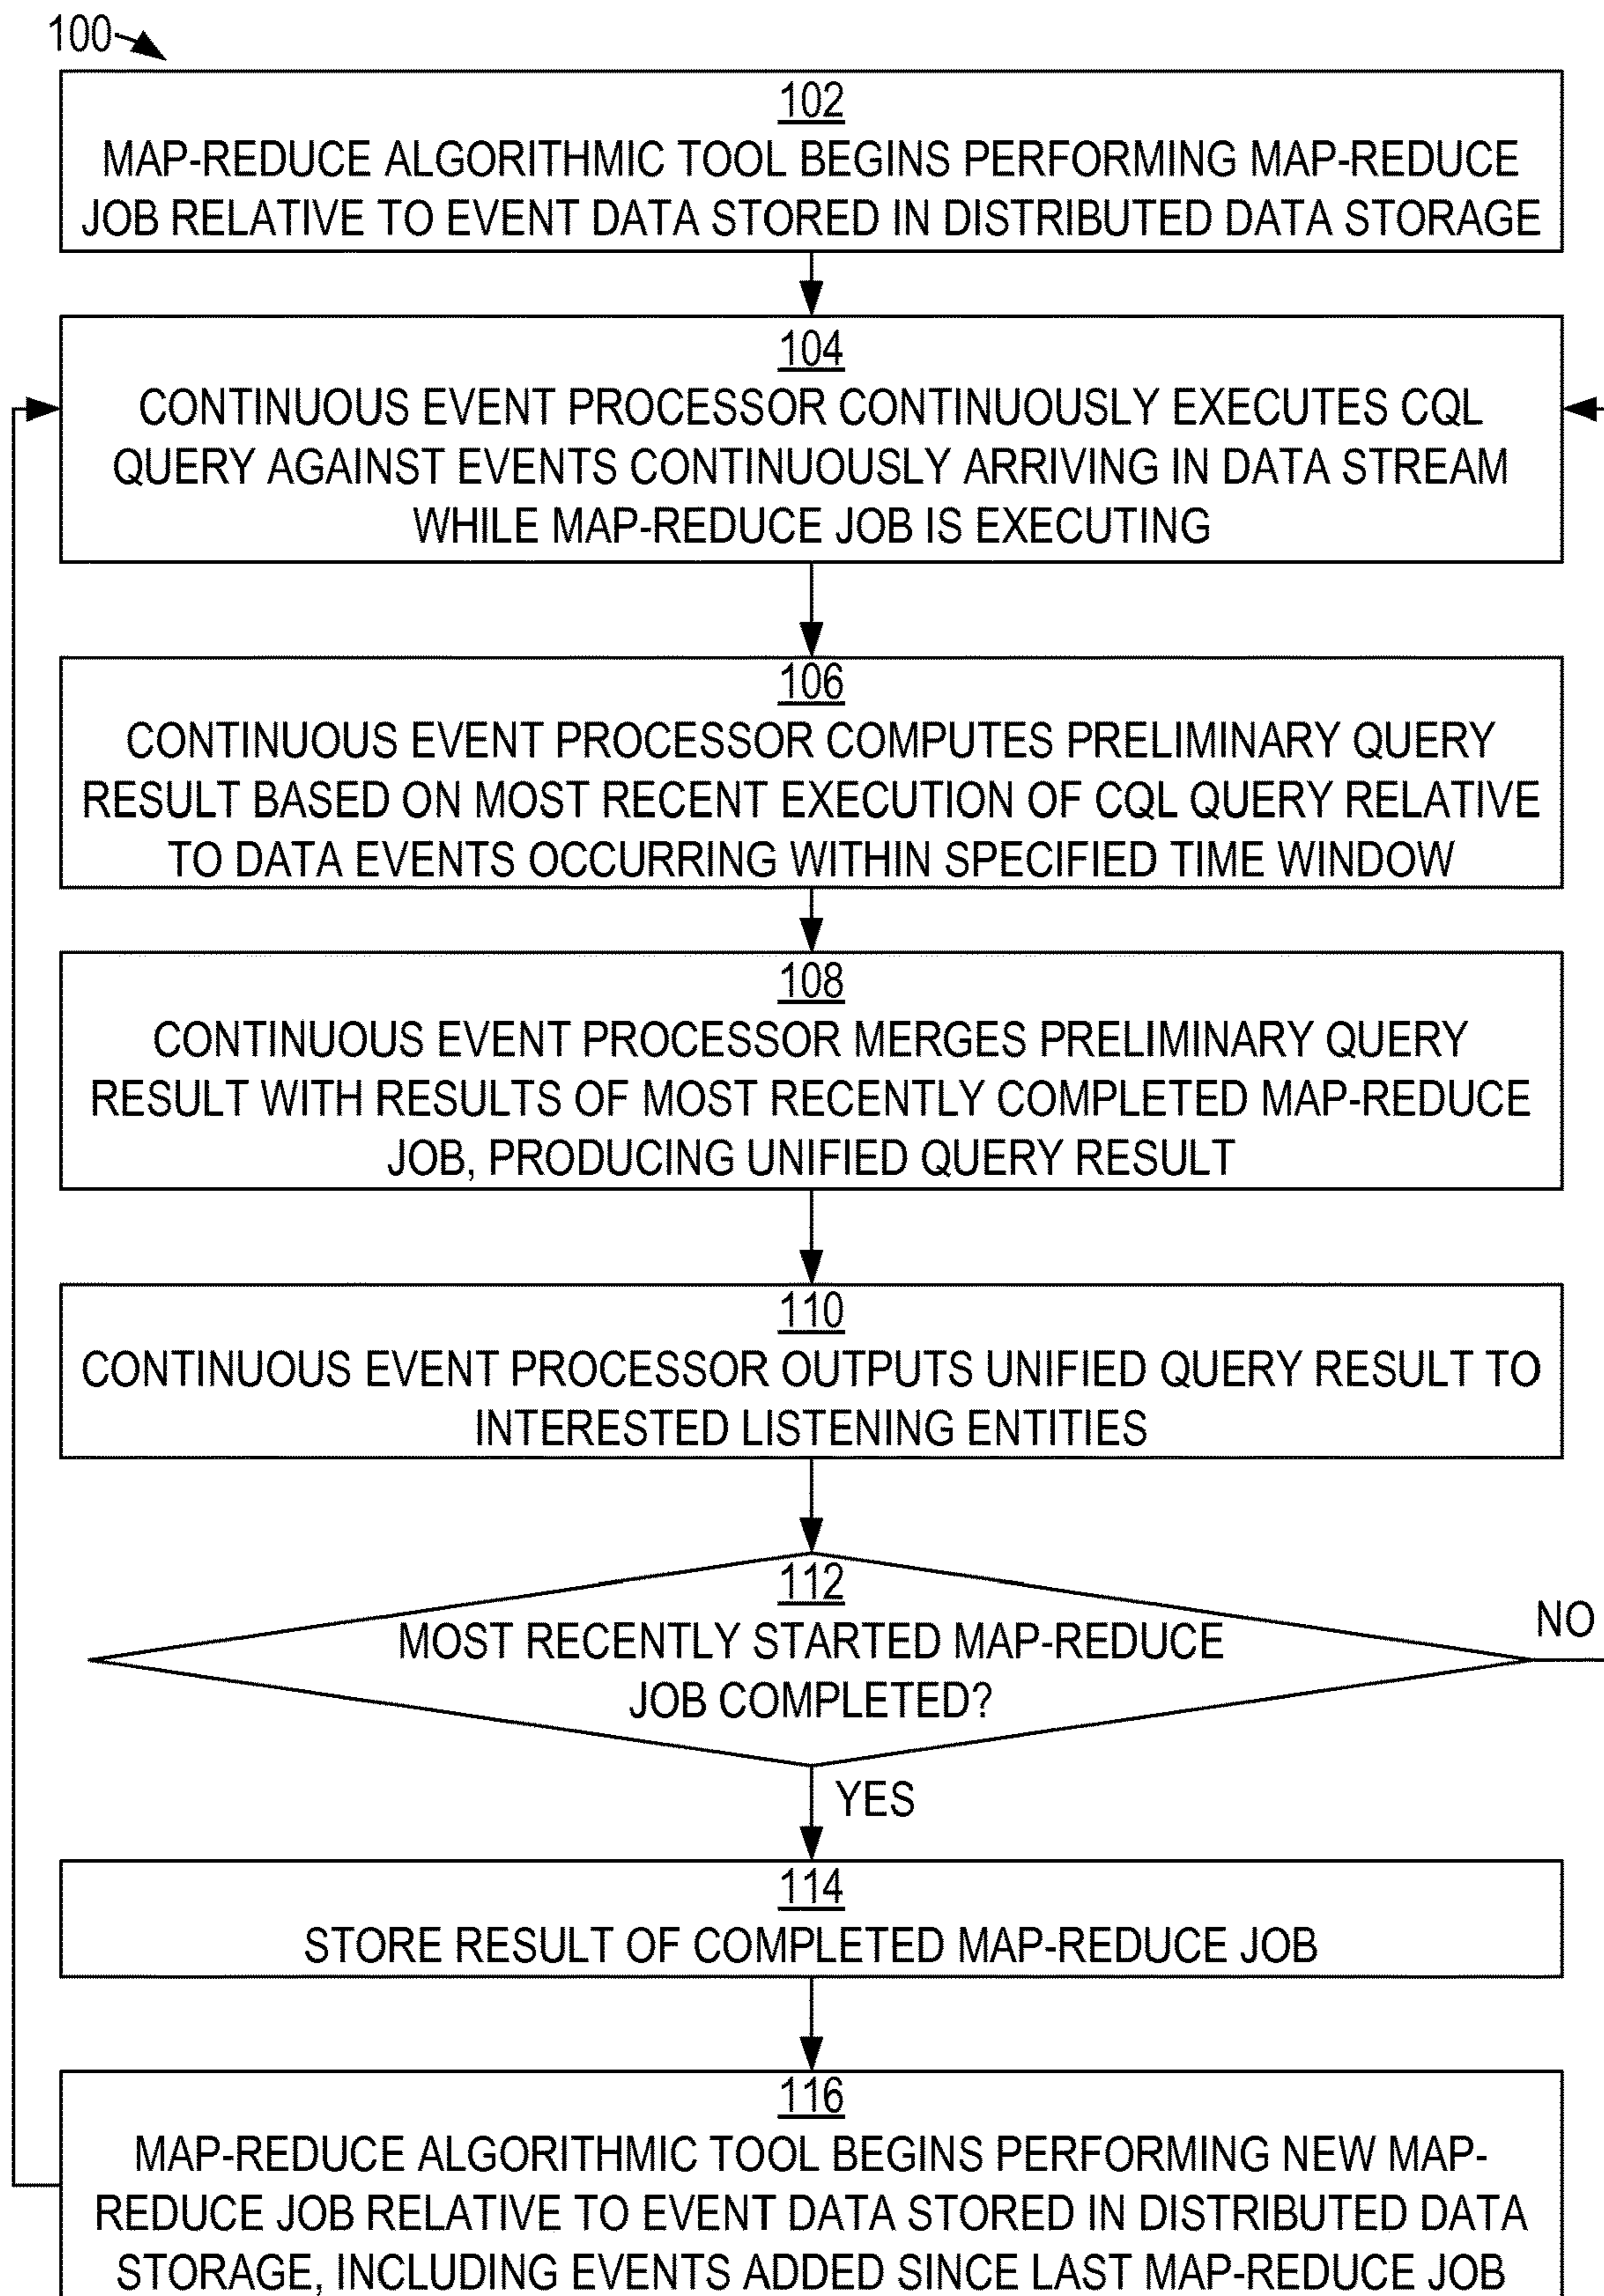 100
102
MAP-REDUCE ALGORITHMIC TOOL BEGINS PERFORMING MAP-REDUCE
JOB RELATIVE TO EVENT DATA STORED IN DISTRIBUTED DATA STORAGE
104
CONTINUOUS EVENT PROCESSOR CONTINUOUSLY EXECUTES CQL
QUERY AGAINST EVENTS CONTINUOUSLY ARRIVING IN DATA STREAM
WHILE MAP-REDUCE JOB IS EXECUTING
106
CONTINUOUS EVENT PROCESSOR COMPUTES PRELIMINARY QUERY
RESULT BASED ON MOST RECENT EXECUTION OF CQL QUERY RELATIVE
TO DATA EVENTS OCCURRING WITHIN SPECIFIED TIME WINDOW
108
CONTINUOUS EVENT PROCESSOR MERGES PRELIMINARY QUERY
RESULT WITH RESULTS OF MOST RECENTLY COMPLETED MAP-REDUCE
JOB, PRODUCING UNIFIED QUERY RESULT
110
CONTINUOUS EVENT PROCESSOR OUTPUTS UNIFIED QUERY RESULT TO
INTERESTED LISTENING ENTITIES
112
MOST RECENTLY STARTED MAP-REDUCE
JOB COMPLETED?
NO
YES
114
STORE RESULT OF COMPLETED MAP-REDUCE JOB
116
MAP-REDUCE ALGORITHMIC TOOL BEGINS PERFORMING NEW MAP-
REDUCE JOB RELATIVE TO EVENT DATA STORED IN DISTRIBUTED DATA
STORAGE, INCLUDING EVENTS ADDED SINCE LAST MAP-REDUCE JOB